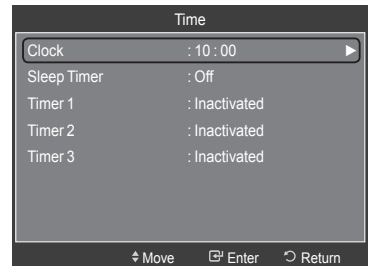 Time
Clock : 10 : 00
Sleep Timer : Off
Timer 1 : Inactivated
Timer 2 : Inactivated
Timer 3 : Inactivated
Move Enter Return